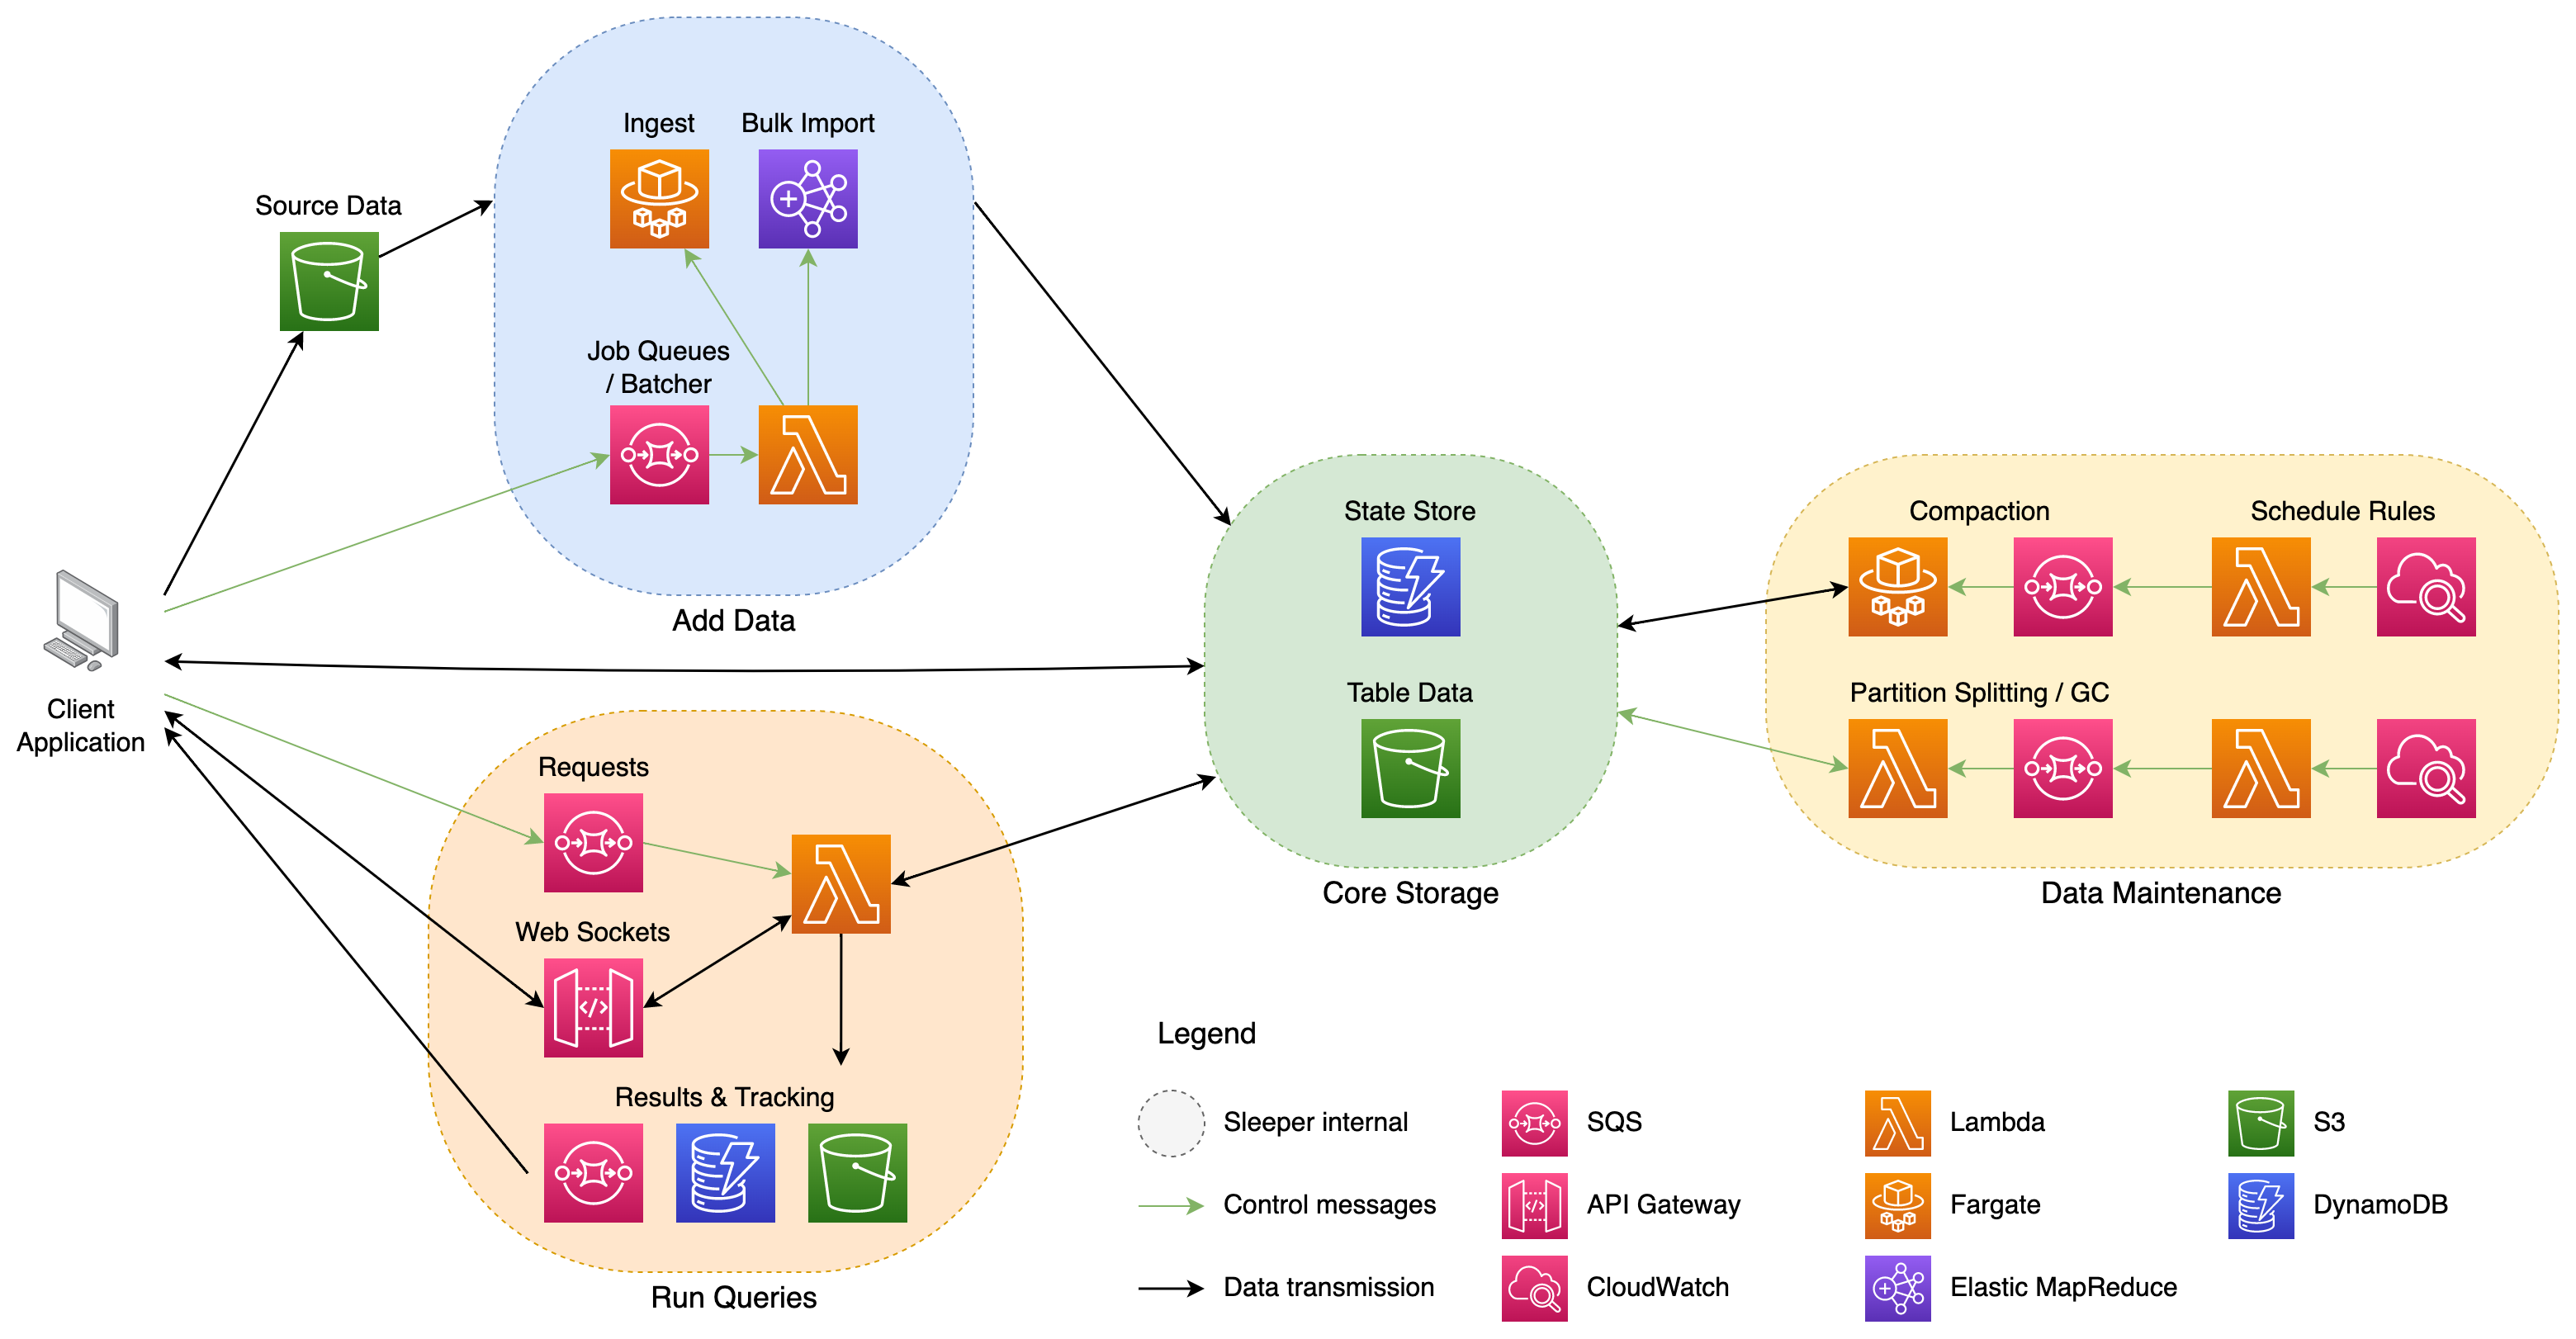 Ingest
Bulk Import
Source Data
Job Queues
/ Batcher
Add Data
Client
Application
State Store
Table Data
Core Storage
Compaction
Schedule Rules
Partition Splitting / GC
Data Maintenance
Requests
Web Sockets
</>
Results & Tracking
Run Queries
Legend
Sleeper internal
SQS
Lambda
S3
Control messages
API Gateway
</>
Fargate
DynamoDB
Data transmission
CloudWatch
Elastic MapReduce